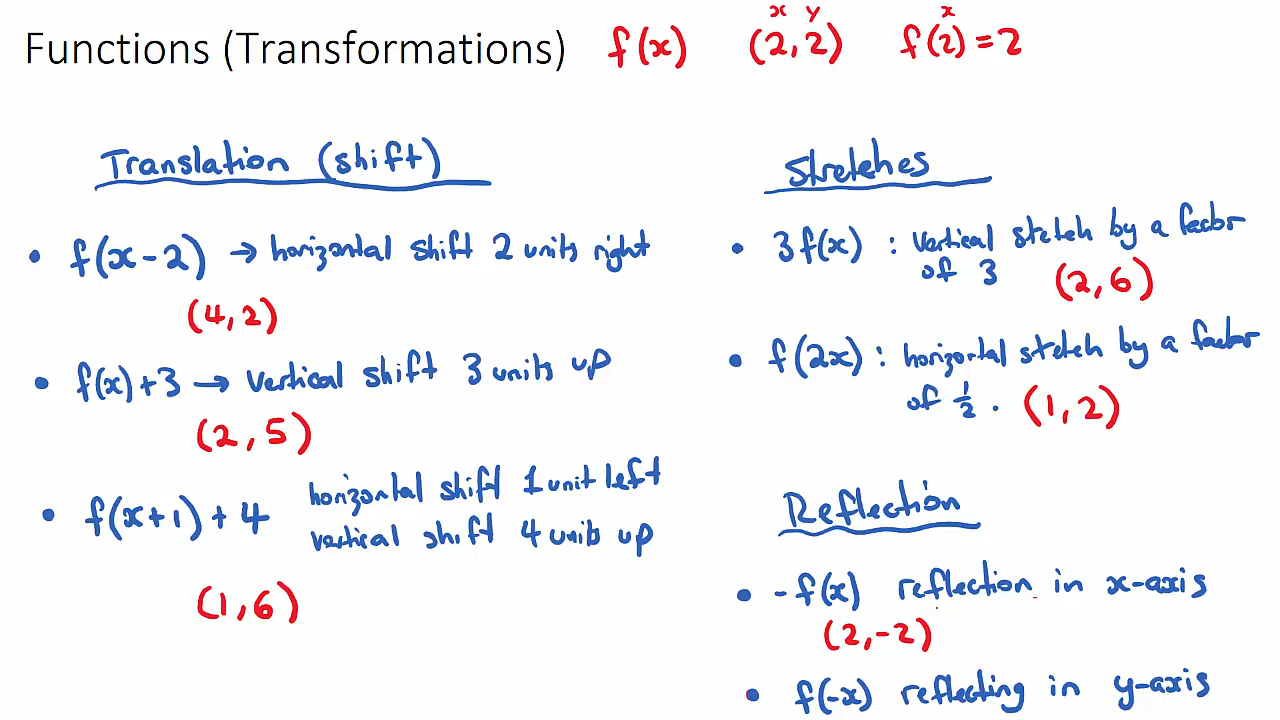 Functions (Transformations) f(x) (2,2) f(2) = 2
x y x
Translation (shift)
• f(x-2) → horizontal shift 2 units right
(4,2)
• f(x)+3 → vertical shift 3 units up
(2,5)
• f(x+1)+4 horizontal shift 1 unit left
vertical shift 4 units up
(1,6)
Stretches
• 3f(x) : vertical stretch by a factor
of 3 (2,6)
• f(2x) : horizontal stretch by a factor
of 1/2. (1,2)
Reflection
• -f(x) reflection in x-axis
(2,-2)
• f(-x) reflecting in y-axis